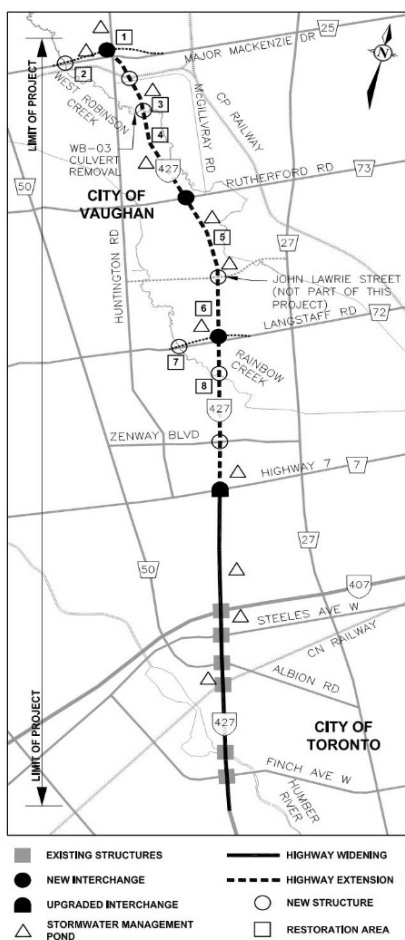 LIMIT OF PROJECT
1
25
MAJOR MACKENZIE DR
N
2
WEST ROBINSON
CREEK
3
4
McGILLVRAY RD
CP RAILWAY
WB-03
CULVERT
REMOVAL
427
50
RUTHERFORD RD
73
CITY OF
VAUGHAN
HUNTINGTON RD
5
27
JOHN LAWRIE STREET
(NOT PART OF THIS
PROJECT)
6
LANGSTAFF RD
72
7
RAINBOW
CREEK
8
427
ZENWAY BLVD
HIGHWAY 7
7
27
50
407
STEELES AVE W
CN RAILWAY
ALBION RD
LIMIT OF PROJECT
427
CITY OF
TORONTO
FINCH AVE W
HUMBER
RIVER
EXISTING STRUCTURES
HIGHWAY WIDENING
NEW INTERCHANGE
HIGHWAY EXTENSION
UPGRADED INTERCHANGE
NEW STRUCTURE
STORMWATER MANAGEMENT
POND
RESTORATION AREA